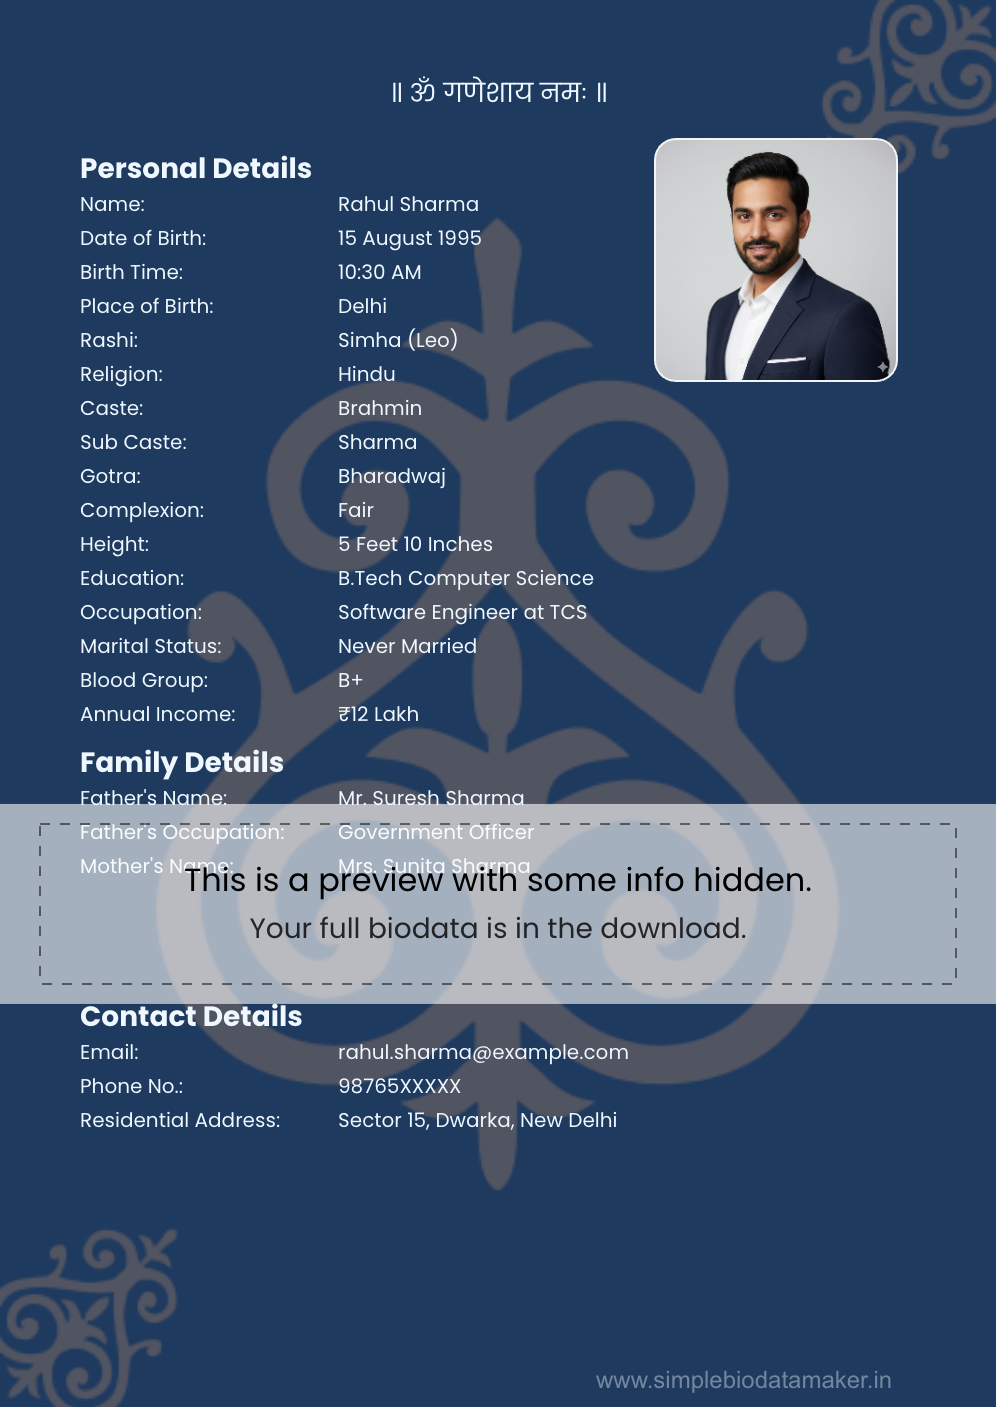 ॥ ॐ गणेशाय नमः ॥
Personal Details
Name: Rahul Sharma
Date of Birth: 15 August 1995
Birth Time: 10:30 AM
Place of Birth: Delhi
Rashi: Simha (Leo)
Religion: Hindu
Caste: Brahmin
Sub Caste: Sharma
Gotra: Bharadwaj
Complexion: Fair
Height: 5 Feet 10 Inches
Education: B.Tech Computer Science
Occupation: Software Engineer at TCS
Marital Status: Never Married
Blood Group: B+
Annual Income: ₹12 Lakh
Family Details
Father's Name: Mr. Suresh Sharma
Father's Occupation: Government Officer
Mother's Name: Mrs. Sunita Sharma
This is a preview with some info hidden.
Your full biodata is in the download.
Contact Details
Email: rahul.sharma@example.com
Phone No.: 98765XXXXX
Residential Address: Sector 15, Dwarka, New Delhi
www.simplebiodatamaker.in